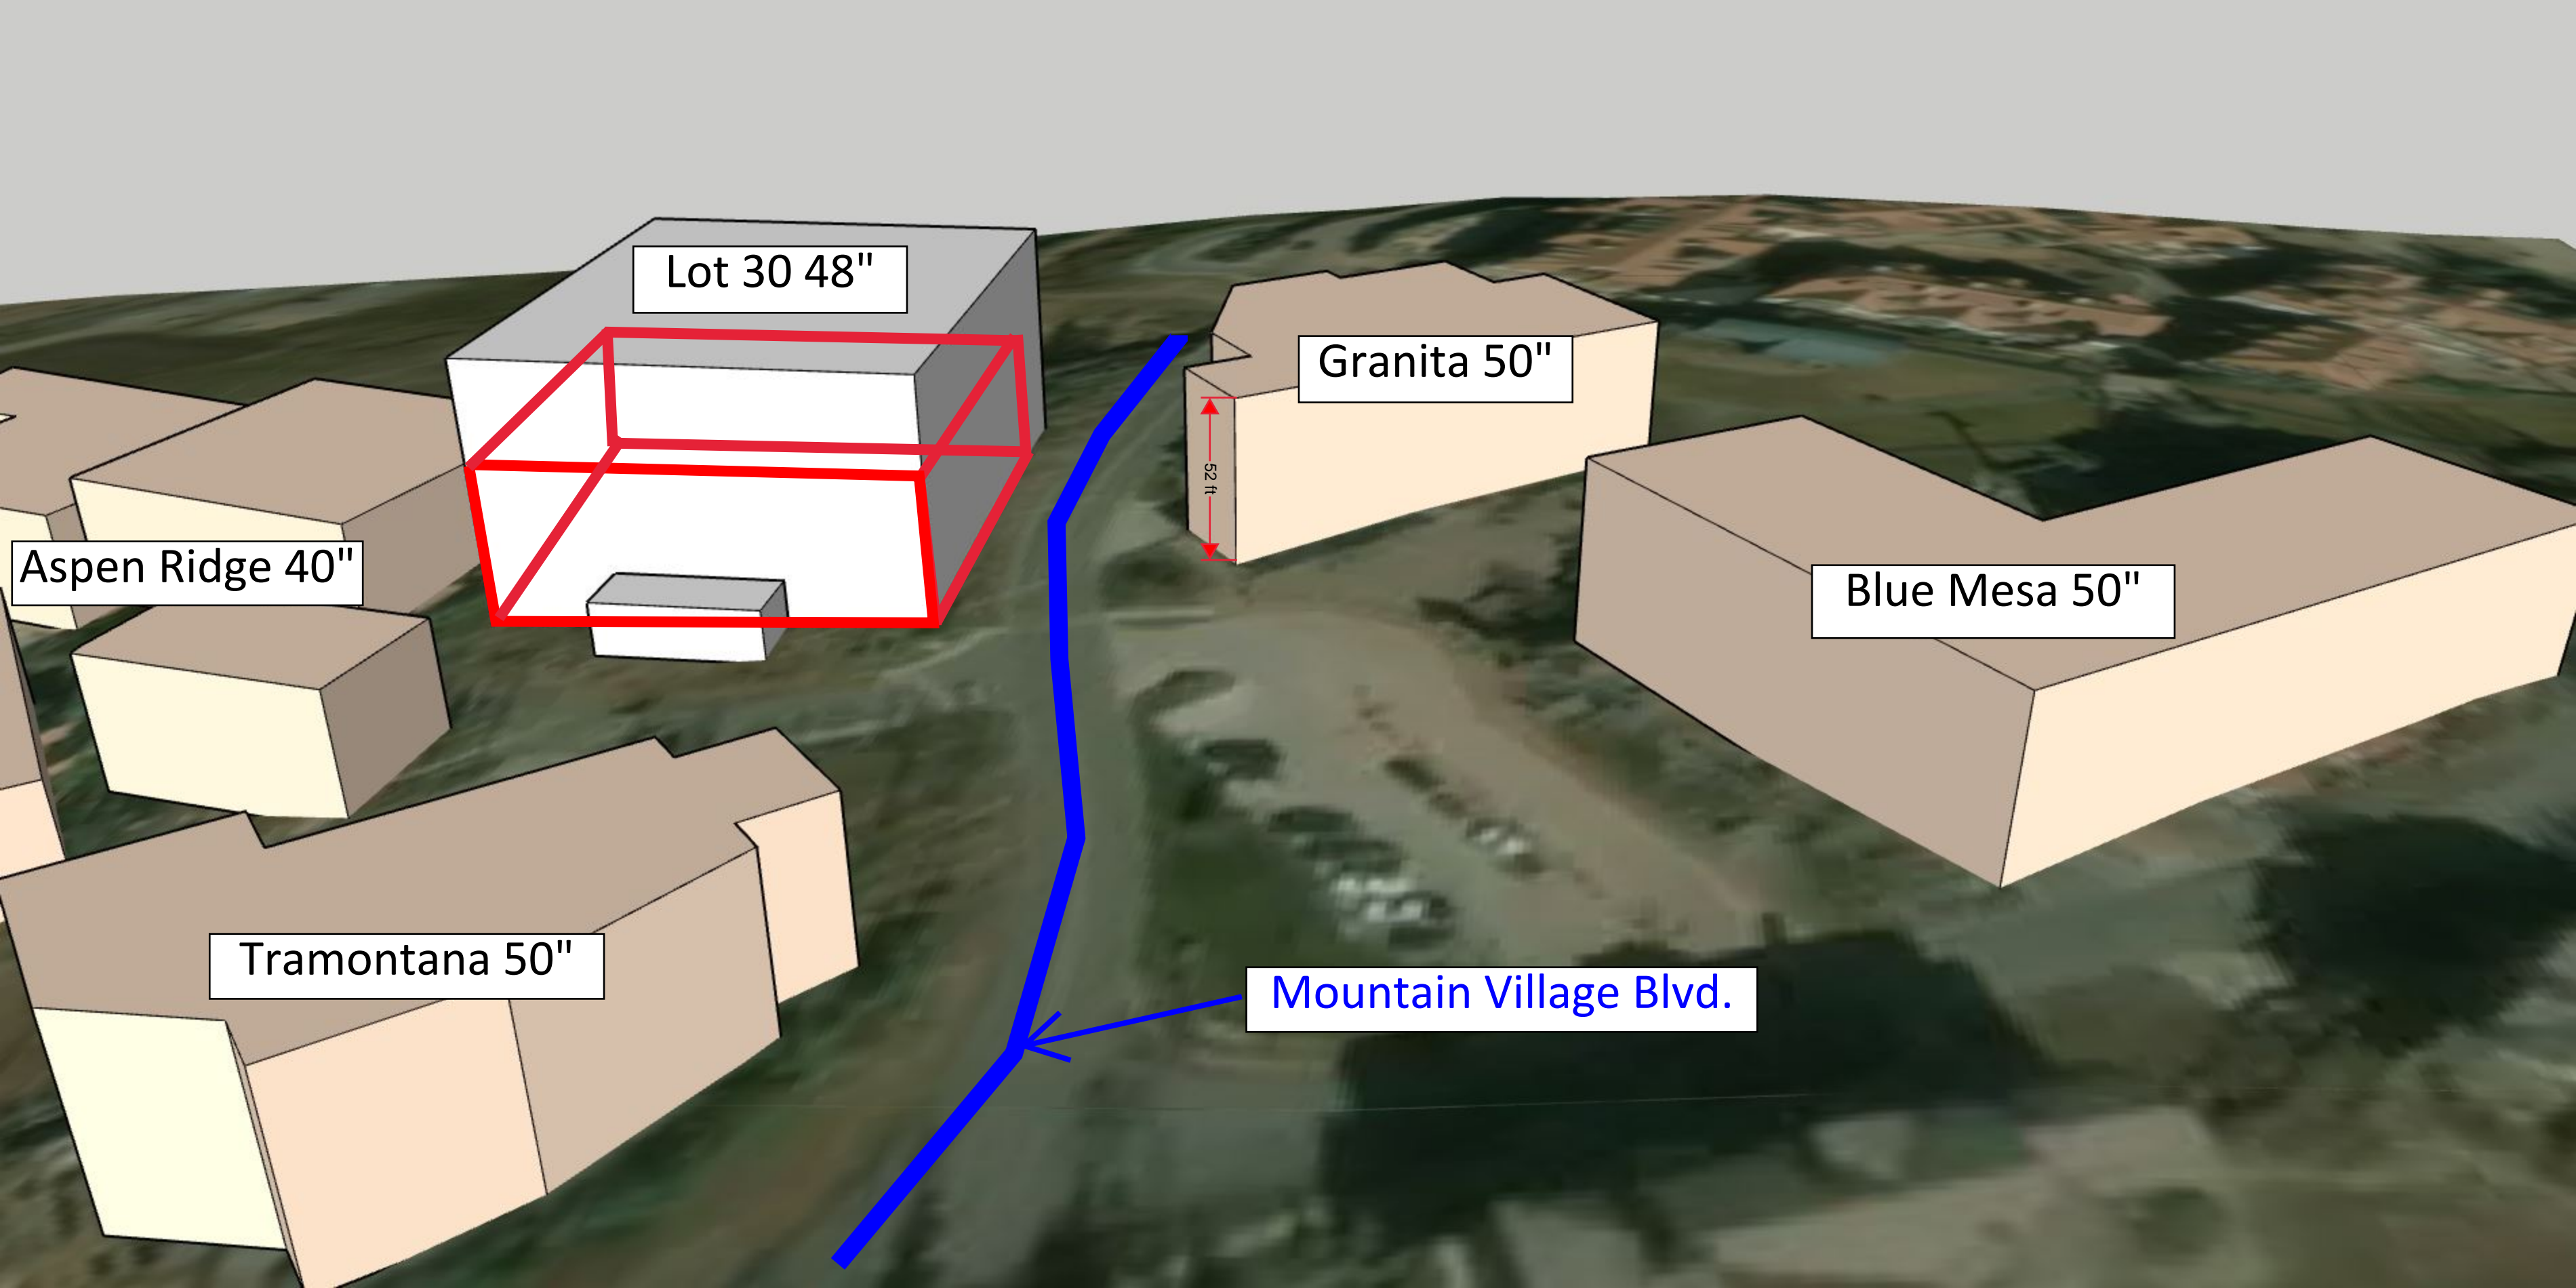 Lot 30 48"
Granita 50"
52 ft
Aspen Ridge 40"
Blue Mesa 50"
Tramontana 50"
Mountain Village Blvd.